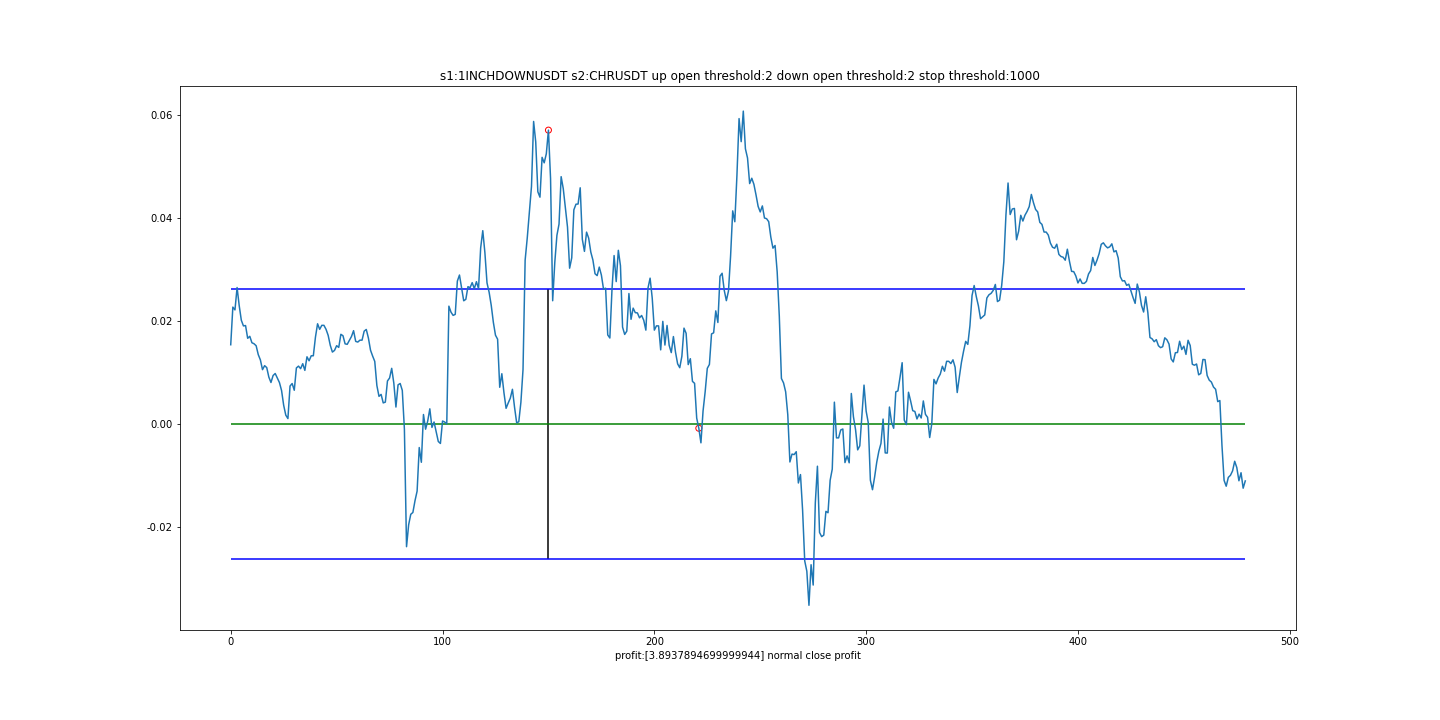 s1:1INCHDOWNUSDT s2:CHRUSDT up open threshold:2 down open threshold:2 stop threshold:1000
0.06
0.04
0.02
0.00
-0.02
0 100 200 300 400 500
profit:[3.8937894699999944] normal close profit